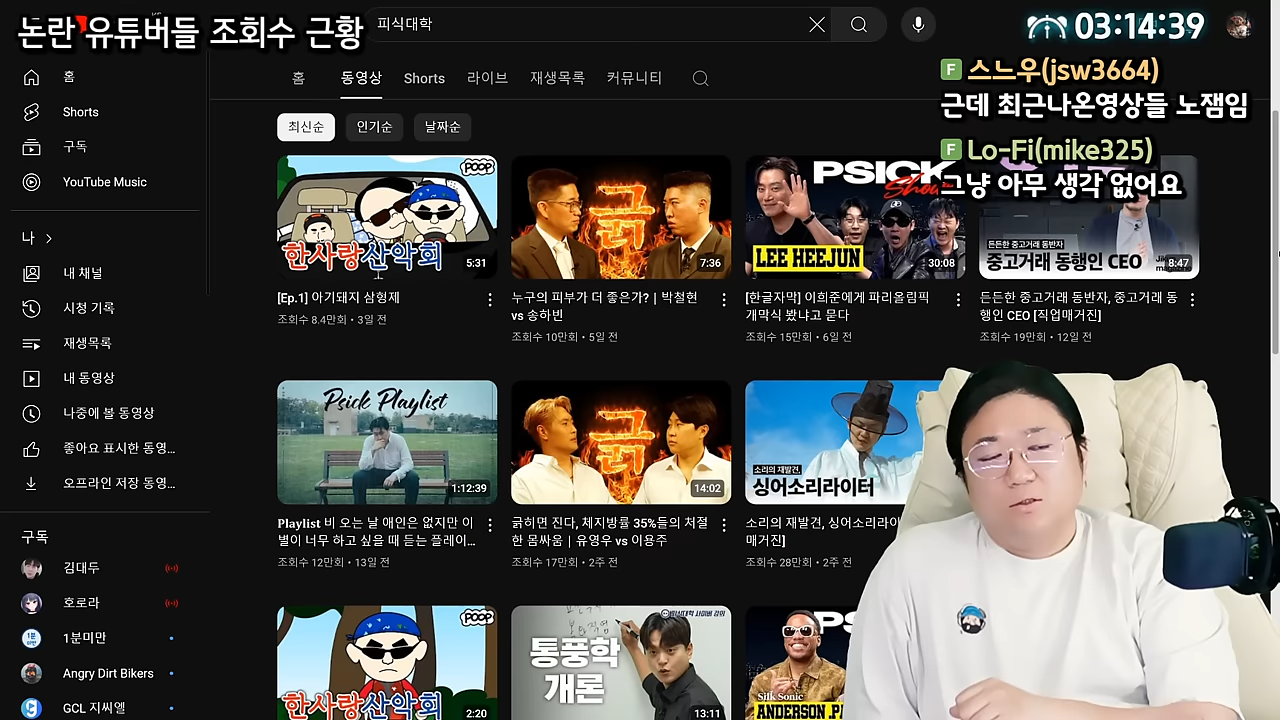 논란 유튜버들 조회수 근황
피식대학
03:14:39
홈
Shorts
구독
YouTube Music
나
내 채널
시청 기록
재생목록
내 동영상
나중에 볼 동영상
좋아요 표시한 동영...
오프라인 저장 동영...
구독
김대두
호로라
1분미만
Angry Dirt Bikers
GCL 지씨엘
홈 동영상 Shorts 라이브 재생목록 커뮤니티
최신순 인기순 날짜순
F 스느우(jsw3664)
근데 최근나온영상들 노잼임
F Lo-Fi(mike325)
그냥 아무 생각 없어요
POOP
한사랑산악회
5:31
[Ep.1] 아기돼지 삼형제
조회수 8.4만회 • 3일 전
긁
7:36
누구의 피부가 더 좋은가? | 박철현
vs 송하빈
조회수 10만회 • 5일 전
PSICK
Show
LEE HEEJUN
30:08
[한글자막] 이희준에게 파리올림픽
개막식 봤냐고 묻다
조회수 15만회 • 6일 전
든든한 중고거래 동반자
중고거래 동행인 CEO
8:47
든든한 중고거래 동반자, 중고거래 동
행인 CEO [직업매거진]
조회수 19만회 • 12일 전
Psick Playlist
1:12:39
Playlist 비 오는 날 애인은 없지만 이
별이 너무 하고 싶을 때 듣는 플레이...
조회수 12만회 • 13일 전
긁
14:02
긁히면 진다, 체지방률 35%들의 처절
한 몸싸움 | 유영우 vs 이용주
조회수 17만회 • 2주 전
소리의 재발견,
싱어소리라이터
소리의 재발견, 싱어소리라이
매거진]
조회수 28만회 • 2주 전
POOP
한사랑산악회
2:20
피식대학 사이버 강의
통풍학
개론
13:11
PS
Silk Sonic
ANDERSON .PA